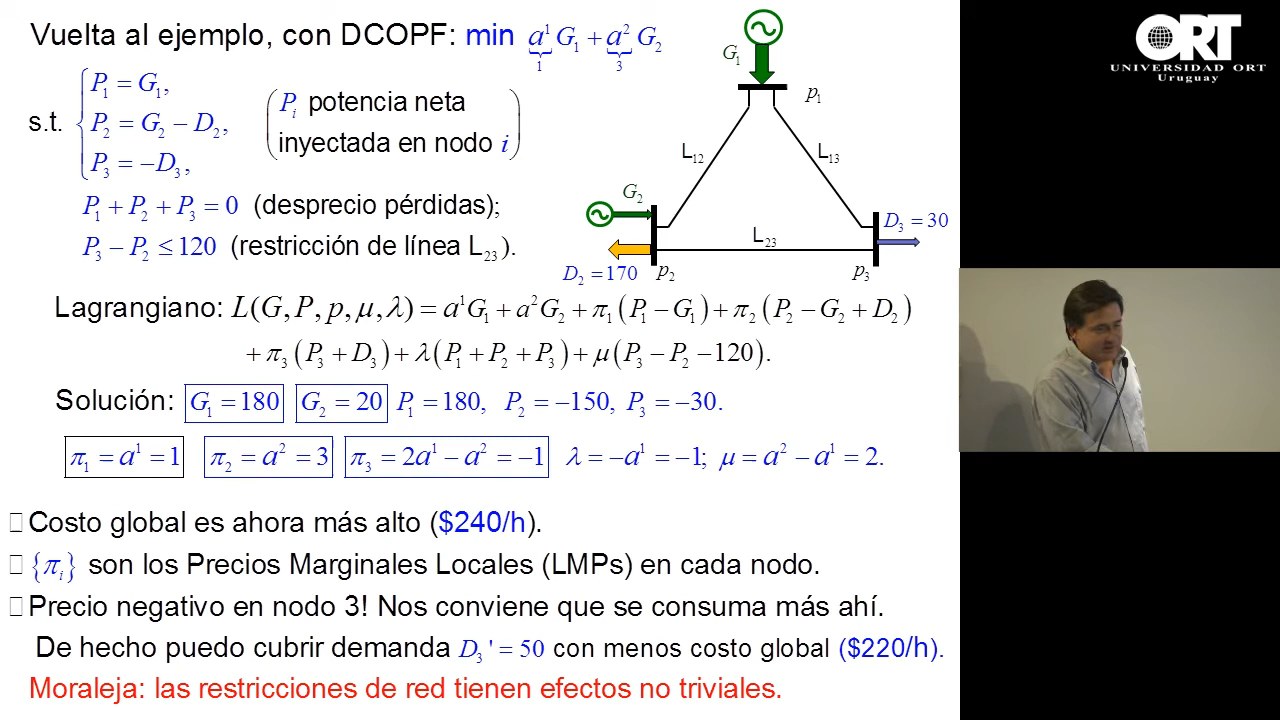 Vuelta al ejemplo, con DCOPF: min a¹G₁ + a²G₂
1 3
s.t. P₁ = G₁,
P₂ = G₂ − D₂,
P₃ = −D₃,
(Pᵢ potencia neta
inyectada en nodo i)
P₁ + P₂ + P₃ = 0 (desprecio pérdidas);
P₃ − P₂ ≤ 120 (restricción de línea L₂₃).
G₁
p₁
L₁₂
L₁₃
G₂
D₃ = 30
L₂₃
D₂ = 170
p₂
p₃
Lagrangiano: L(G, P, p, μ, λ) = a¹G₁ + a²G₂ + π₁(P₁ − G₁) + π₂(P₂ − G₂ + D₂)
+ π₃(P₃ + D₃) + λ(P₁ + P₂ + P₃) + μ(P₃ − P₂ − 120).
Solución: G₁ = 180 G₂ = 20 P₁ = 180, P₂ = −150, P₃ = −30.
π₁ = a¹ = 1 π₂ = a² = 3 π₃ = 2a¹ − a² = −1 λ = −a¹ = −1; μ = a² − a¹ = 2.
Costo global es ahora más alto ($240/h).
{πᵢ} son los Precios Marginales Locales (LMPs) en cada nodo.
Precio negativo en nodo 3! Nos conviene que se consuma más ahí.
De hecho puedo cubrir demanda D₃' = 50 con menos costo global ($220/h).
Moraleja: las restricciones de red tienen efectos no triviales.
ORT
UNIVERSIDAD ORT
Uruguay